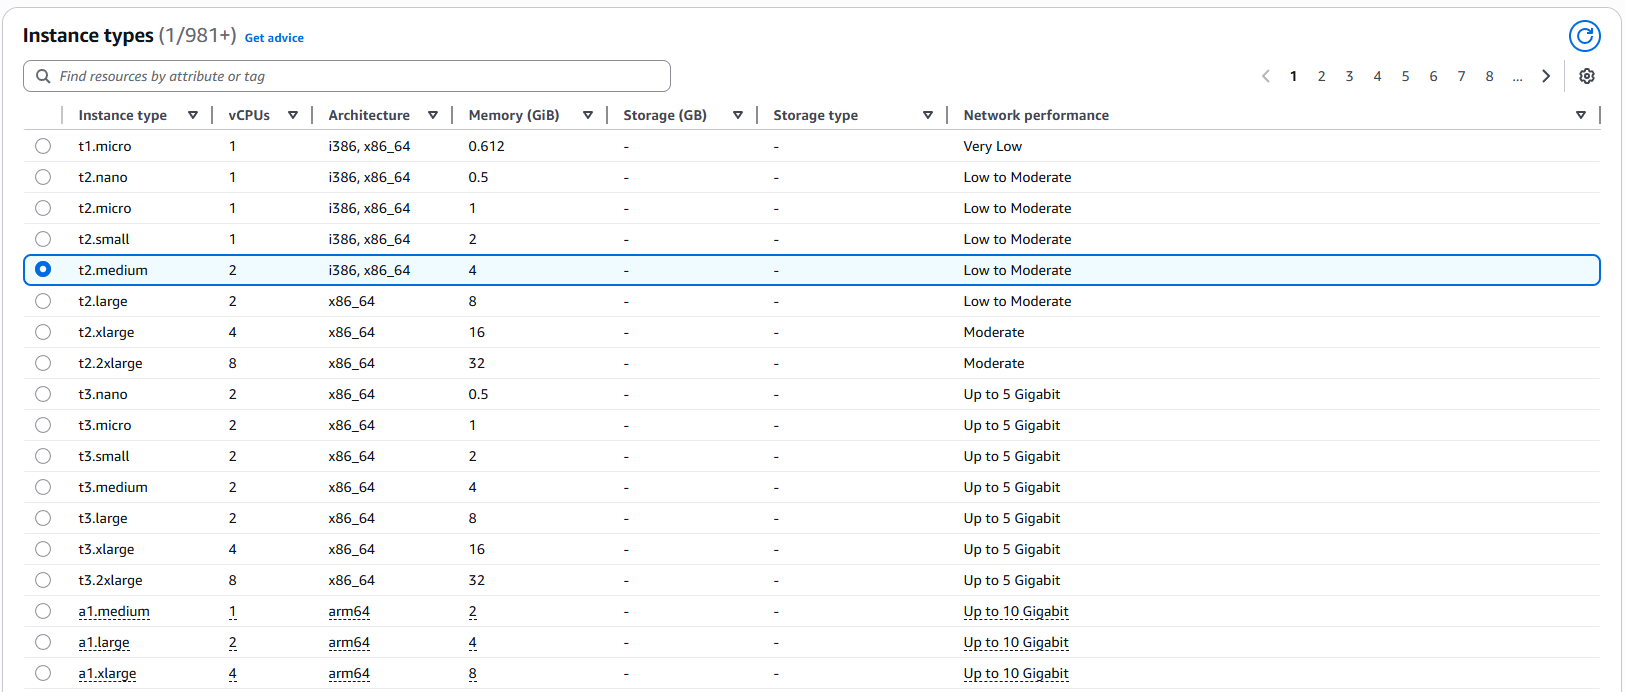 Instance types (1/981+) Get advice
Find resources by attribute or tag
1 2 3 4 5 6 7 8 ...
Instance type vCPUs Architecture Memory (GiB) Storage (GB) Storage type Network performance
t1.micro 1 i386, x86_64 0.612 - - Very Low
t2.nano 1 i386, x86_64 0.5 - - Low to Moderate
t2.micro 1 i386, x86_64 1 - - Low to Moderate
t2.small 1 i386, x86_64 2 - - Low to Moderate
t2.medium 2 i386, x86_64 4 - - Low to Moderate
t2.large 2 x86_64 8 - - Low to Moderate
t2.xlarge 4 x86_64 16 - - Moderate
t2.2xlarge 8 x86_64 32 - - Moderate
t3.nano 2 x86_64 0.5 - - Up to 5 Gigabit
t3.micro 2 x86_64 1 - - Up to 5 Gigabit
t3.small 2 x86_64 2 - - Up to 5 Gigabit
t3.medium 2 x86_64 4 - - Up to 5 Gigabit
t3.large 2 x86_64 8 - - Up to 5 Gigabit
t3.xlarge 4 x86_64 16 - - Up to 5 Gigabit
t3.2xlarge 8 x86_64 32 - - Up to 5 Gigabit
a1.medium 1 arm64 2 - - Up to 10 Gigabit
a1.large 2 arm64 4 - - Up to 10 Gigabit
a1.xlarge 4 arm64 8 - - Up to 10 Gigabit